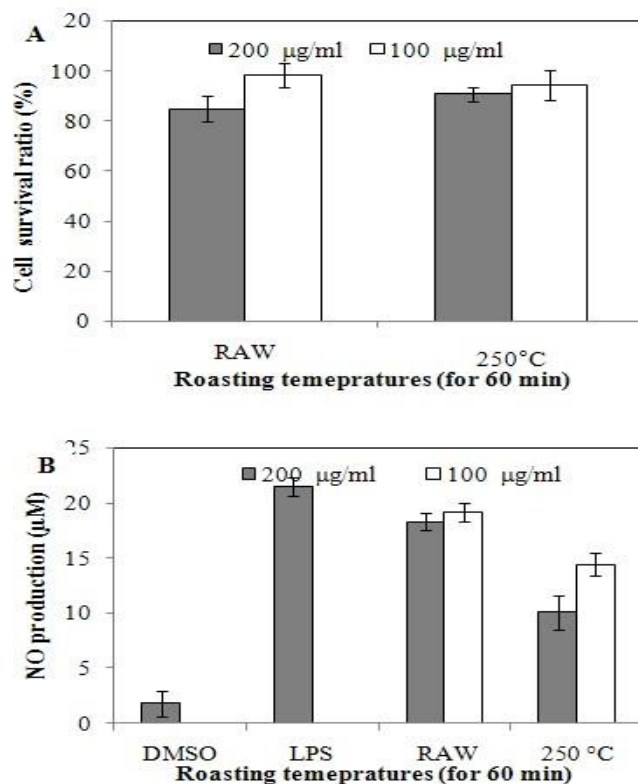 A
200 µg/ml 100 µg/ml
120
100
80
60
40
20
0
Cell survival ratio (%)
RAW 250°C
Roasting temepratures (for 60 min)
B
200 µg/ml 100 µg/ml
25
20
15
10
5
0
NO production (µM)
DMSO LPS RAW 250 °C
Roasting temepratures (for 60 min)